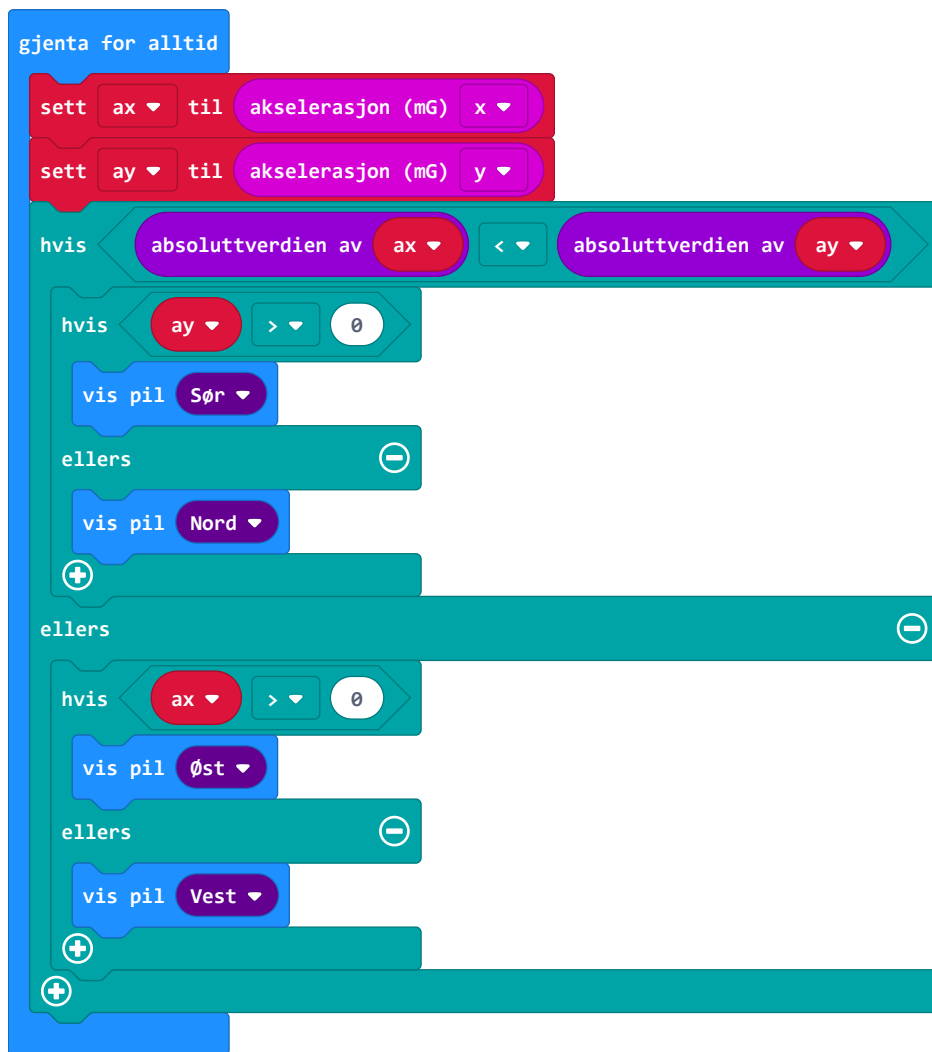 gjenta for alltid
sett ax til akselerasjon (mG) x
sett ay til akselerasjon (mG) y
hvis absoluttverdien av ax < absoluttverdien av ay
hvis ay > 0
vis pil Sør
ellers
vis pil Nord
ellers
hvis ax > 0
vis pil Øst
ellers
vis pil Vest